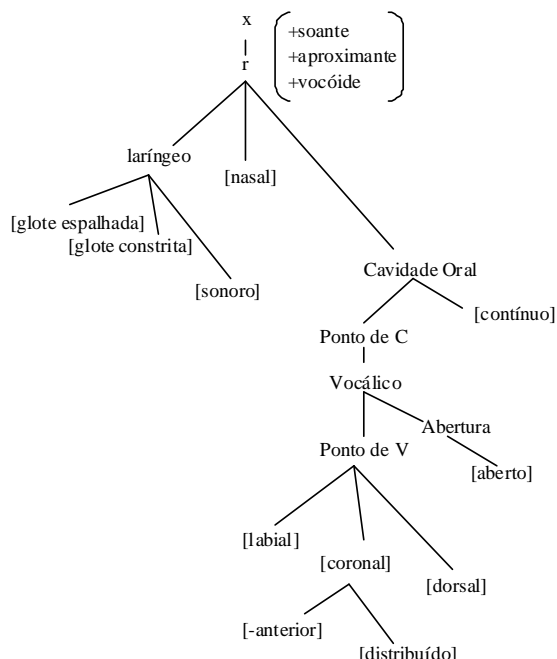 x
+soante
+aproximante
+vocóide
r
laríngeo
[nasal]
[glote espalhada]
[glote constrita]
[sonoro]
Cavidade Oral
[contínuo]
Ponto de C
Vocálico
Abertura
Ponto de V
[aberto]
[labial]
[coronal]
[dorsal]
[-anterior]
[distribuído]